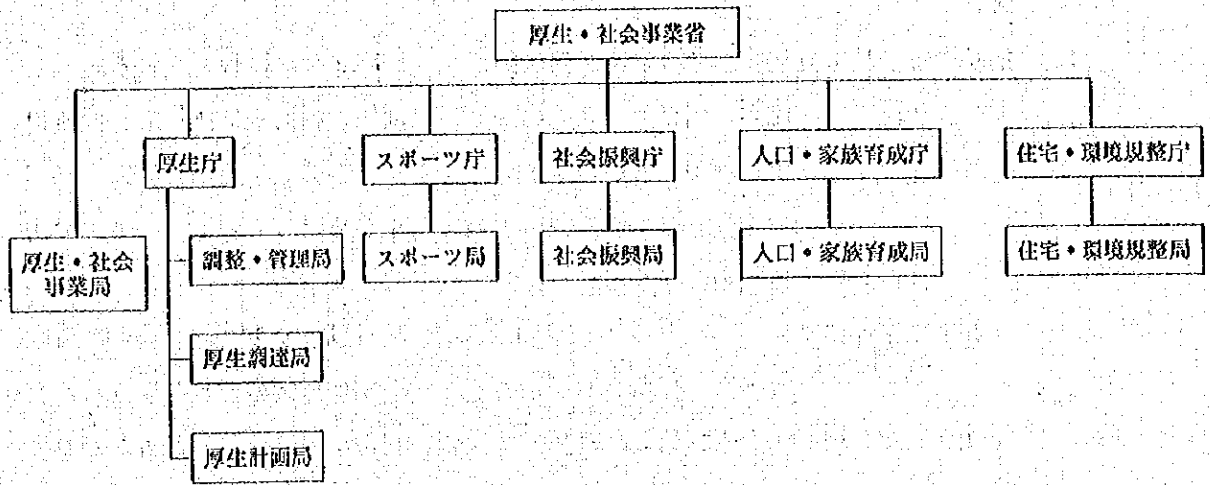 厚生・社会事業省
厚生庁
スポーツ庁
社会振興庁
人口・家族育成庁
住宅・環境規整庁
厚生・社会
事業局
調整・管理局
スポーツ局
社会振興局
人口・家族育成局
住宅・環境規整局
厚生調達局
厚生計画局